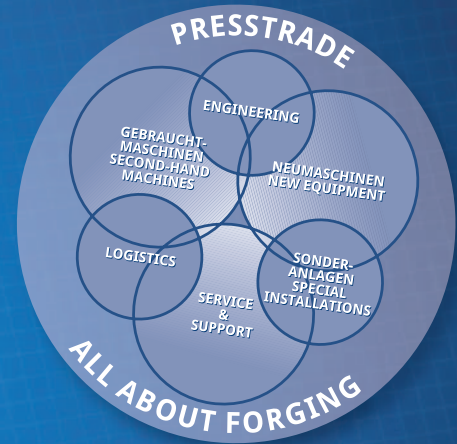 PRESSTRADE
ENGINEERING
GEBRAUCHT-
MASCHINEN
SECOND-HAND
MACHINES
NEUMASCHINEN
NEW EQUIPMENT
LOGISTICS
SONDER-
ANLAGEN
SPECIAL
INSTALLATIONS
SERVICE
&
SUPPORT
ALL ABOUT FORGING